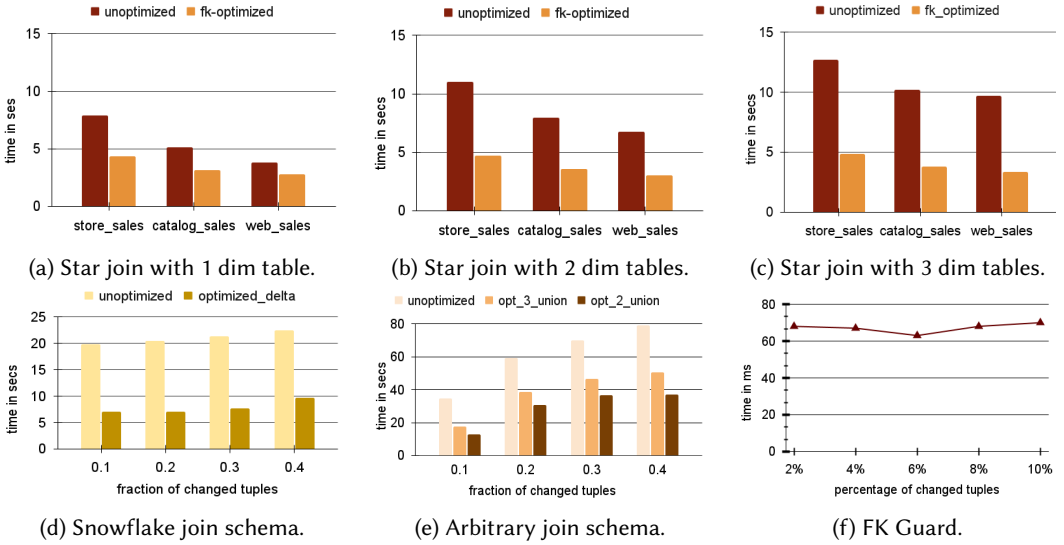 unoptimized fk-optimized
time in ses
15
10
5
0
store_sales catalog_sales web_sales
(a) Star join with 1 dim table.
unoptimized fk-optimized
time in secs
15
10
5
0
store_sales catalog_sales web_sales
(b) Star join with 2 dim tables.
unoptimized fk_optimized
time in secs
15
10
5
0
store_sales catalog_sales web_sales
(c) Star join with 3 dim tables.
unoptimized optimized_delta
time in secs
25
20
15
10
5
0
0.1 0.2 0.3 0.4
fraction of changed tuples
(d) Snowflake join schema.
unoptimized opt_3_union opt_2_union
time in secs
80
60
40
20
0
0.1 0.2 0.3 0.4
fraction of changed tuples
(e) Arbitrary join schema.
time in ms
80
60
40
20
0
2% 4% 6% 8% 10%
percentage of changed tuples
(f) FK Guard.